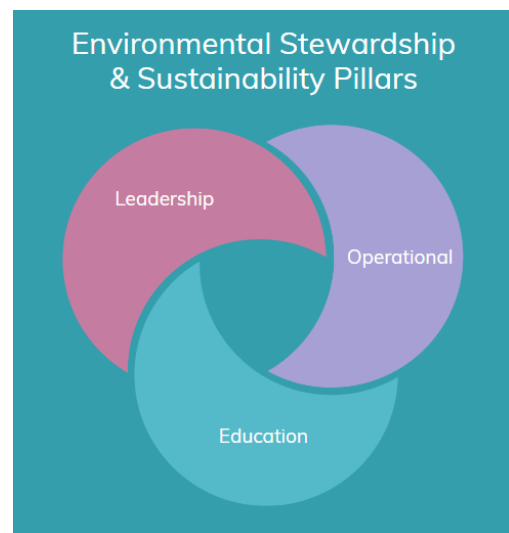 Environmental Stewardship
& Sustainability Pillars
Leadership
Operational
Education